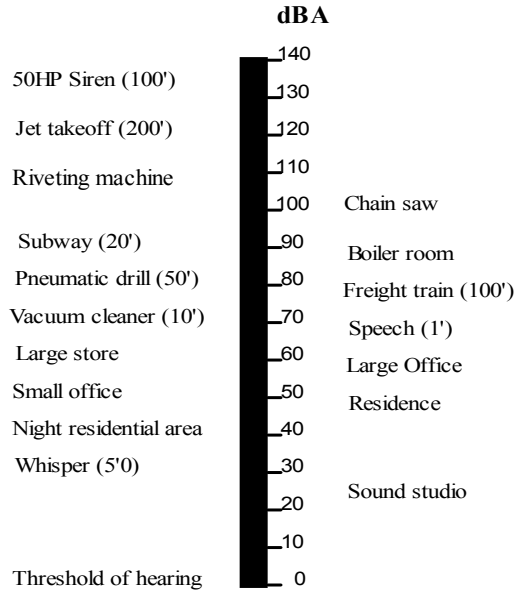 dBA
140
50HP Siren (100')
130
Jet takeoff (200')
120
110
Riveting machine
100
Chain saw
Subway (20')
90
Boiler room
Pneumatic drill (50')
80
Freight train (100')
Vacuum cleaner (10')
70
Speech (1')
Large store
60
Large Office
Small office
50
Residence
Night residential area
40
Whisper (5'0)
30
Sound studio
20
10
Threshold of hearing
0